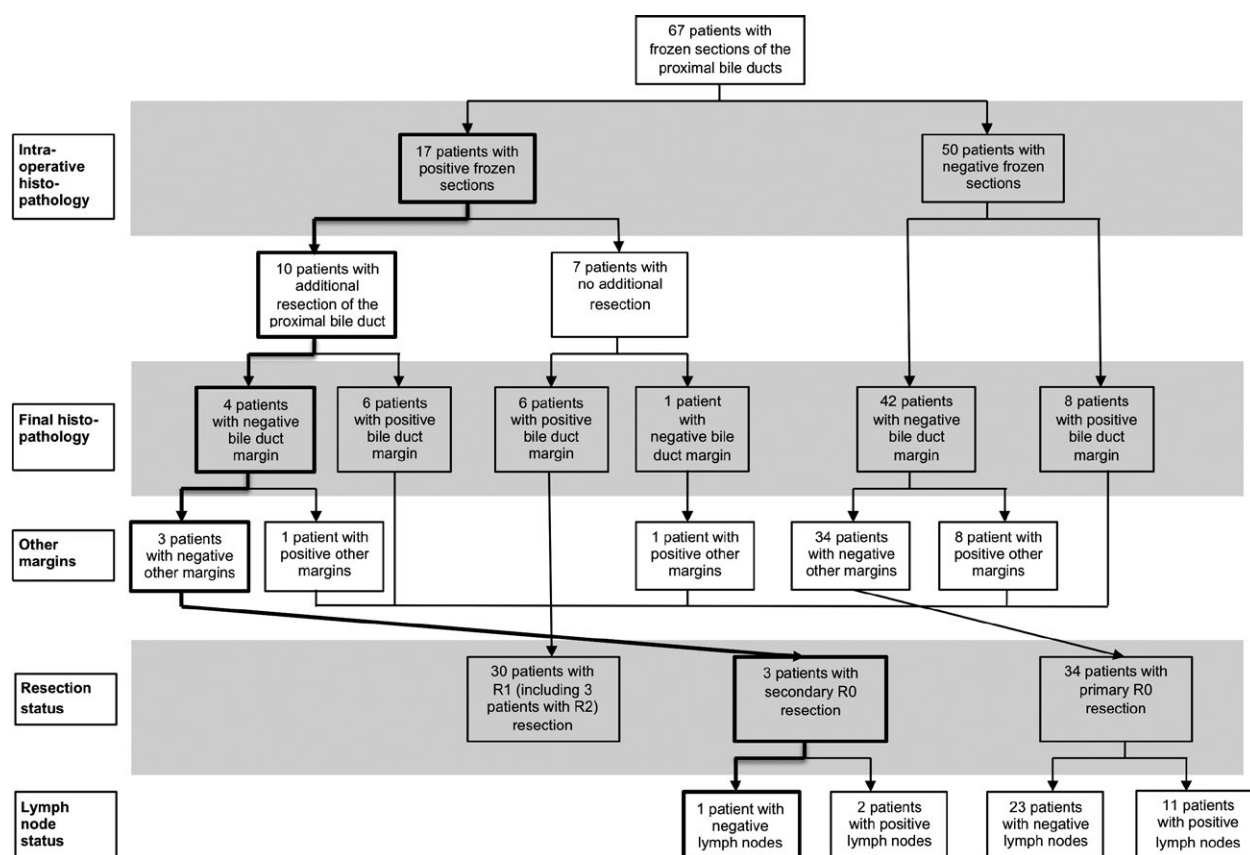 67 patients with
frozen sections of the
proximal bile ducts
Intra-
operative
histo-
pathology
17 patients with
positive frozen
sections
50 patients with
negative frozen
sections
10 patients with
additional
resection of the
proximal bile duct
7 patients with
no additional
resection
Final histo-
pathology
4 patients
with negative
bile duct
margin
6 patients
with positive
bile duct
margin
6 patients
with positive
bile duct
margin
1 patient
with
negative bile
duct margin
42 patients
with negative
bile duct
margin
8 patients
with positive
bile duct
margin
Other
margins
3 patients
with negative
other margins
1 patient with
positive other
margins
1 patient with
positive other
margins
34 patients
with negative
other margins
8 patient with
positive other
margins
Resection
status
30 patients with
R1 (including 3
patients with R2)
resection
3 patients with
secondary R0
resection
34 patients with
primary R0
resection
Lymph
node
status
1 patient with
negative
lymph nodes
2 patients
with positive
lymph nodes
23 patients
with negative
lymph nodes
11 patients
with positive
lymph nodes